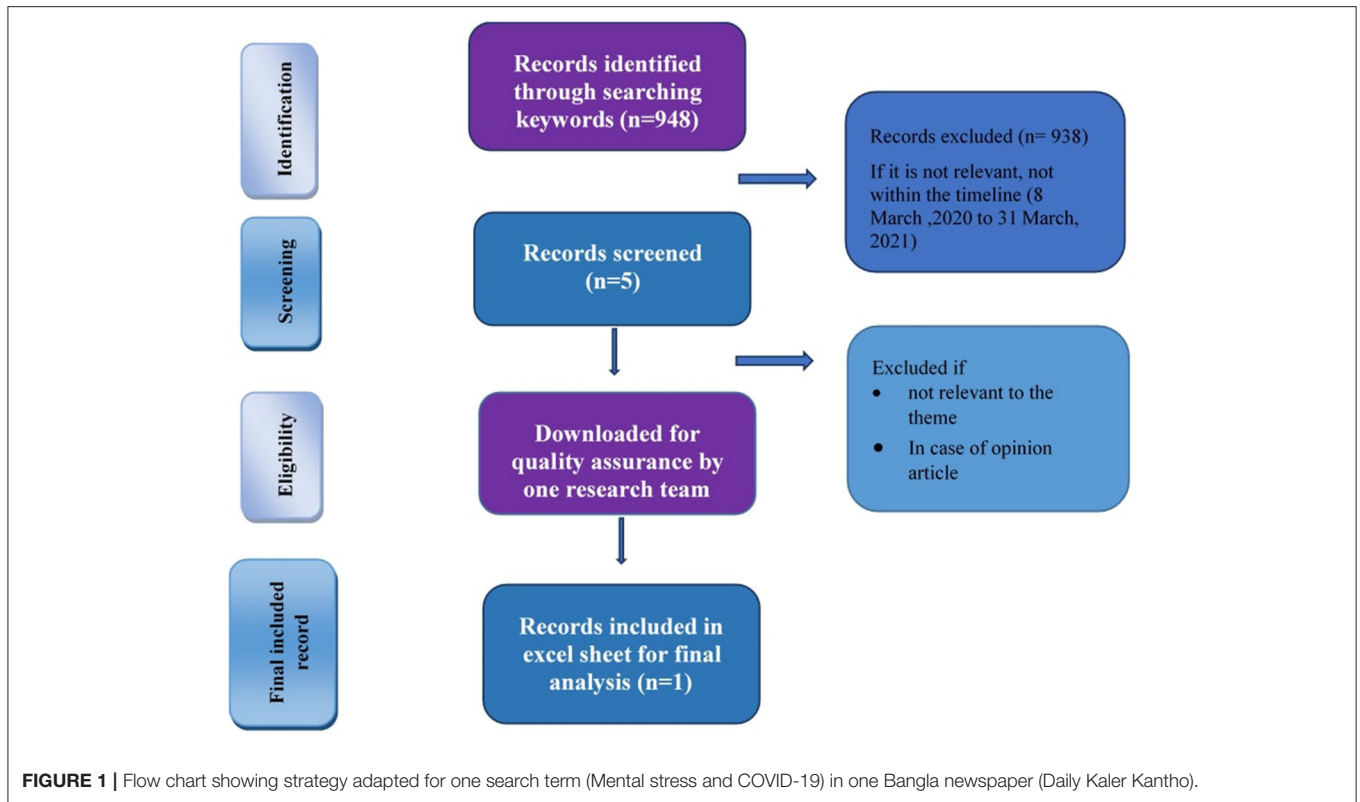 Identification
Records identified
through searching
keywords (n=948)
Records excluded (n= 938)
If it is not relevant, not
within the timeline (8
March ,2020 to 31 March,
2021)
Screening
Records screened
(n=5)
Excluded if
• not relevant to the
theme
• In case of opinion
article
Eligibility
Downloaded for
quality assurance by
one research team
Final included
record
Records included in
excel sheet for final
analysis (n=1)
FIGURE 1 | Flow chart showing strategy adapted for one search term (Mental stress and COVID-19) in one Bangla newspaper (Daily Kaler Kantho).